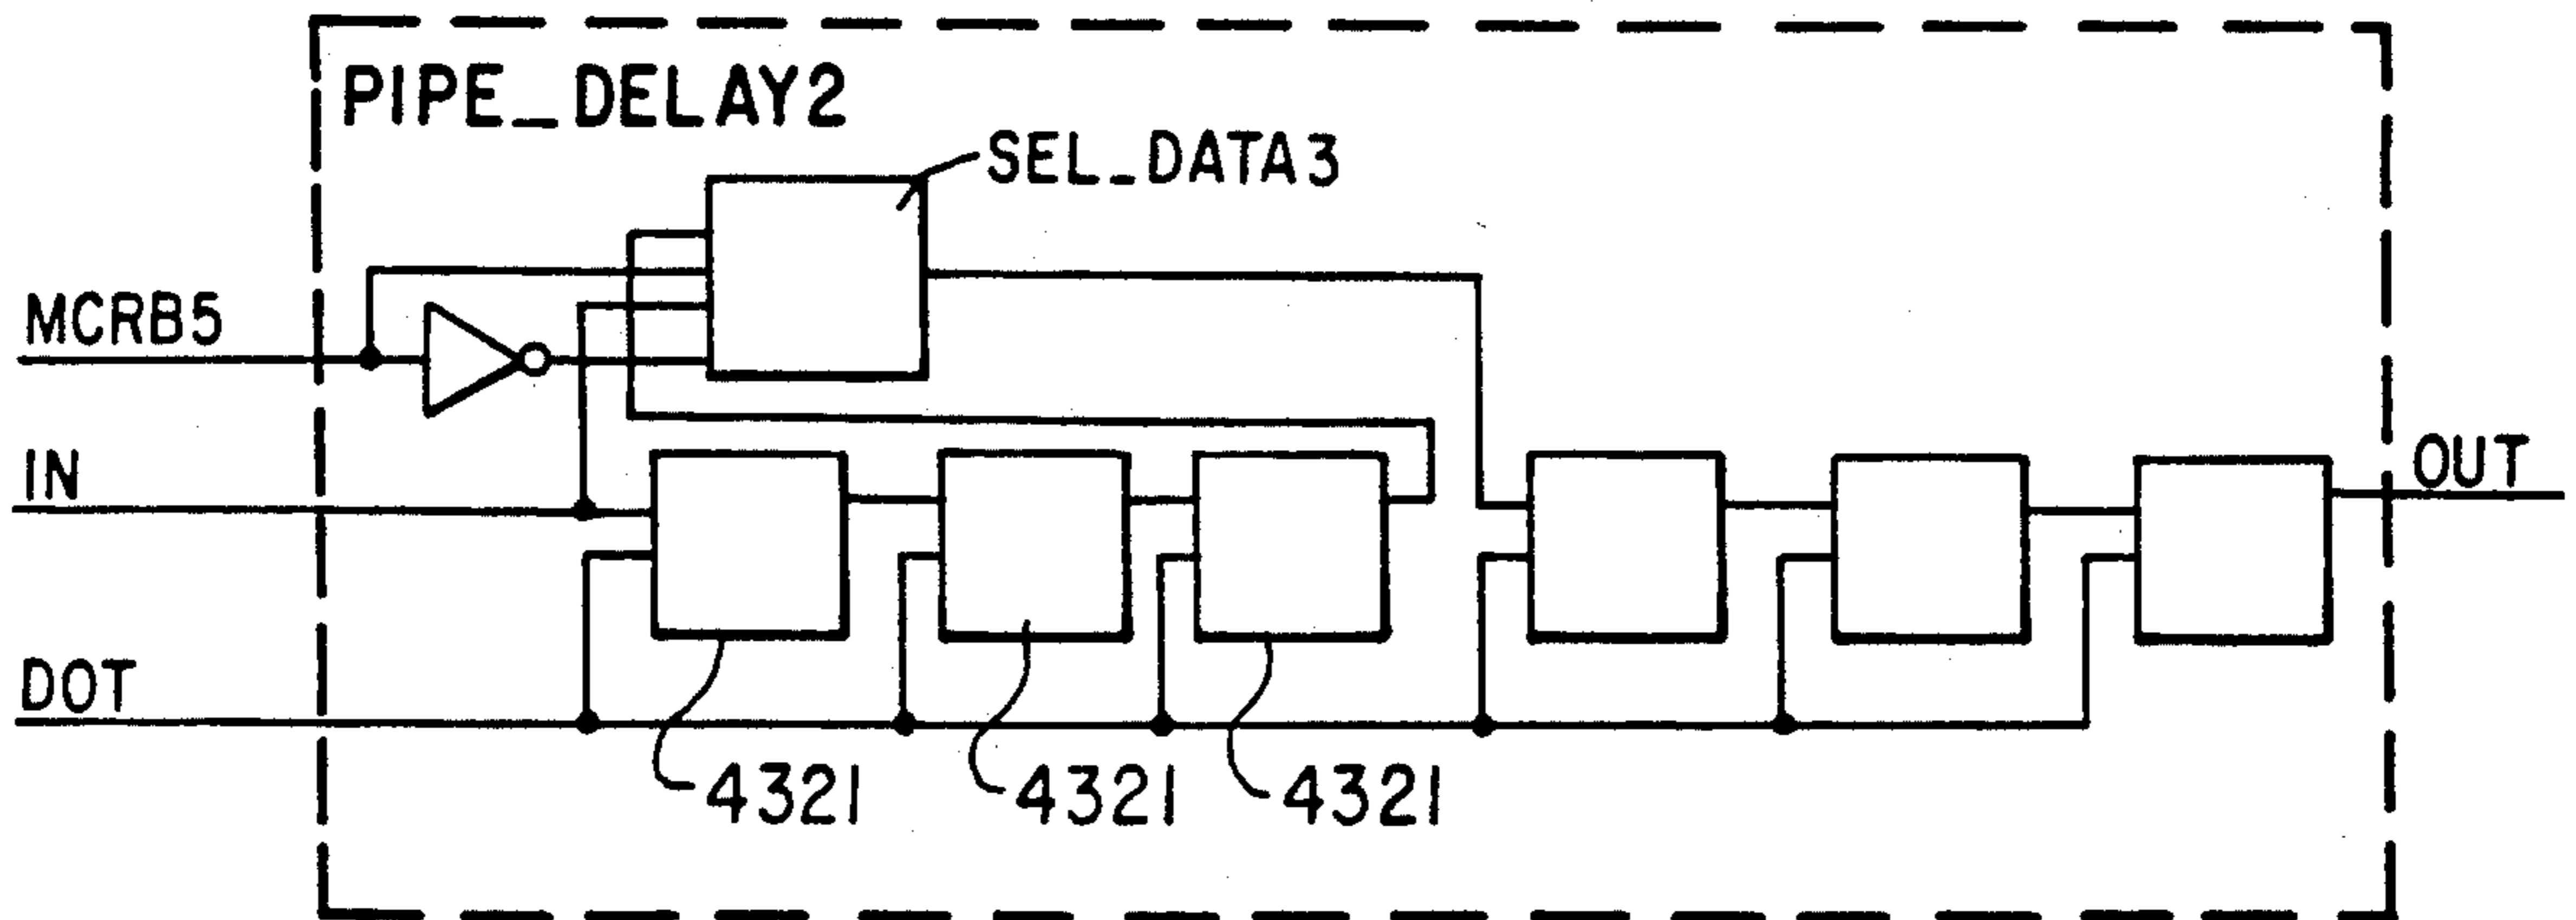 PIPE_DELAY2
SEL_DATA3
MCRB5
IN
OUT
DOT
4321
4321
4321